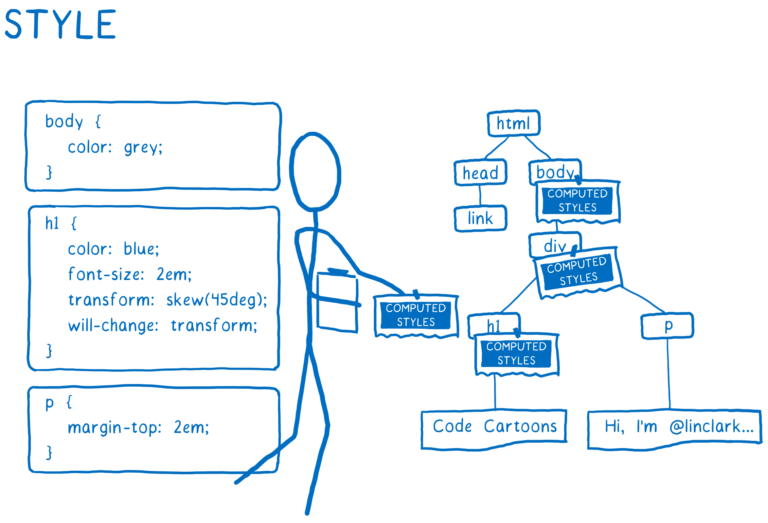 STYLE
body {
color: grey;
}
h1 {
color: blue;
font-size: 2em;
transform: skew(45deg);
will-change: transform;
}
p {
margin-top: 2em;
}
html
head
body
COMPUTED
STYLES
link
div
COMPUTED
STYLES
COMPUTED
STYLES
h1
COMPUTED
STYLES
p
Code Cartoons
Hi, I'm @linclark...